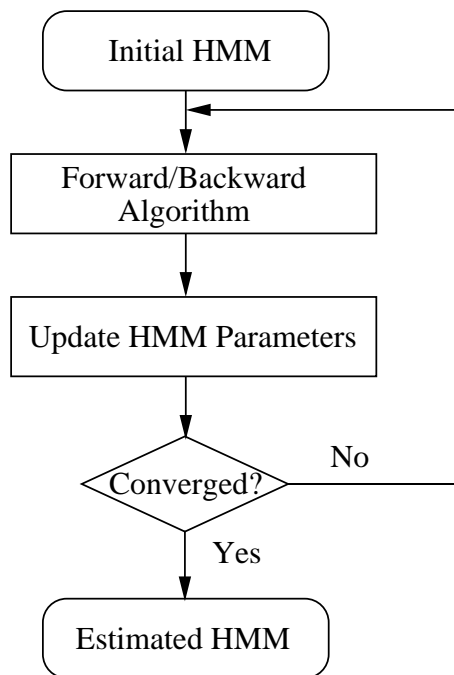 Initial HMM
Forward/Backward
Algorithm
Update HMM Parameters
Converged?
No
Yes
Estimated HMM